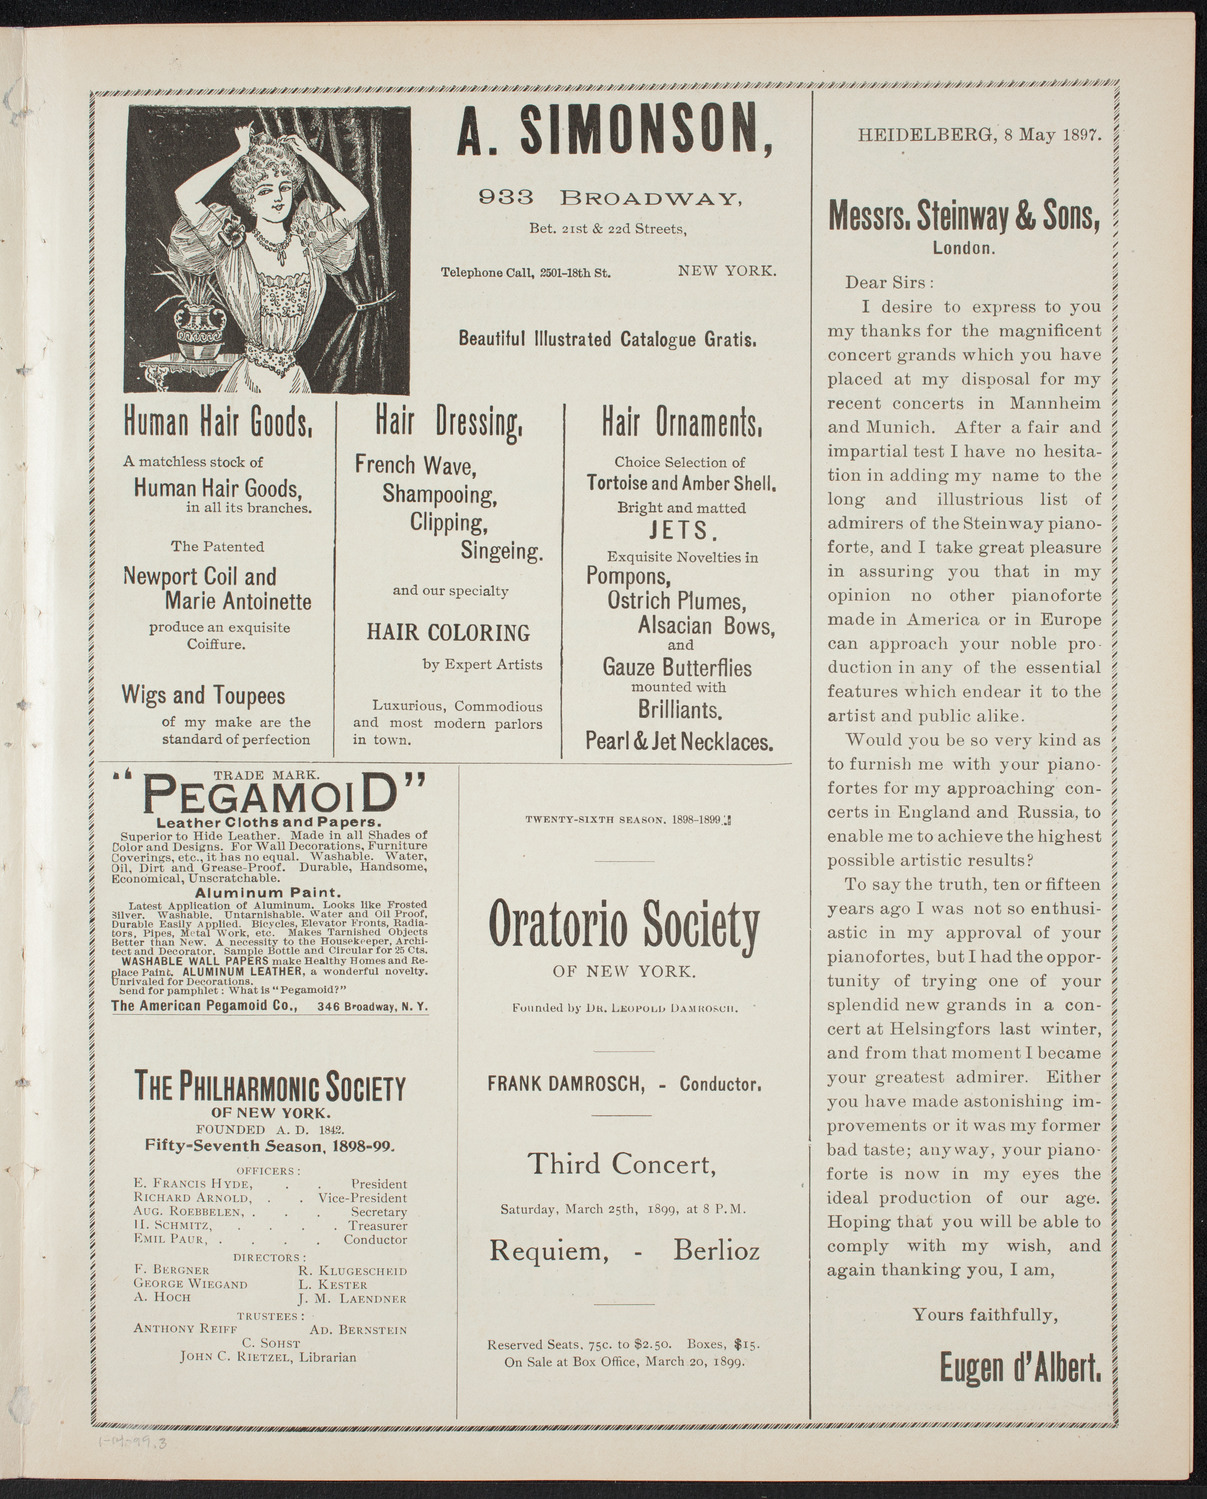 A. SIMONSON,
933 BROADWAY,
Bet. 21st & 22d Streets,
Telephone Call, 2501-18th St. NEW YORK.
Beautiful Illustrated Catalogue Gratis.
Human Hair Goods,
A matchless stock of
Human Hair Goods,
in all its branches.
The Patented
Newport Coil and
Marie Antoinette
produce an exquisite
Coiffure.
Wigs and Toupees
of my make are the
standard of perfection
Hair Dressing,
French Wave,
Shampooing,
Clipping,
Singeing.
and our specialty
HAIR COLORING
by Expert Artists
Luxurious, Commodious
and most modern parlors
in town.
Hair Ornaments,
Choice Selection of
Tortoise and Amber Shell.
Bright and matted
JETS.
Exquisite Novelties in
Pompons,
Ostrich Plumes,
Alsacian Bows,
and
Gauze Butterflies
mounted with
Brilliants.
Pearl & Jet Necklaces.
TRADE MARK.
"PEGAMOID"
Leather Cloths and Papers.
Superior to Hide Leather. Made in all Shades of
Color and Designs. For Wall Decorations, Furniture
Coverings, etc., it has no equal. Washable. Water,
Oil, Dirt and Grease-Proof. Durable, Handsome,
Economical, Unscratchable.
Aluminum Paint.
Latest Application of Aluminum. Looks like Frosted
Silver. Washable. Untarnishable. Water and Oil Proof,
Durable Easily Applied. Bicycles, Elevator Fronts, Radia-
tors, Pipes, Metal Work, etc. Makes Tarnished Objects
Better than New. A necessity to the Housekeeper, Archi-
tect and Decorator. Sample Bottle and Circular for 25 Cts.
WASHABLE WALL PAPERS make Healthy Homes and Re-
place Paint. ALUMINUM LEATHER, a wonderful novelty.
Unrivaled for Decorations.
Send for pamphlet: What is "Pegamoid?"
The American Pegamoid Co., 346 Broadway, N. Y.
THE PHILHARMONIC SOCIETY
OF NEW YORK.
FOUNDED A. D. 1842.
Fifty-Seventh Season, 1898-99.
OFFICERS:
E. FRANCIS HYDE, . . President
RICHARD ARNOLD, . . Vice-President
AUG. ROEBBELEN, . . . Secretary
H. SCHMITZ, . . . . Treasurer
EMIL PAUR, . . . . Conductor
DIRECTORS:
F. BERGNER R. KLUGESCHEID
GEORGE WIEGAND L. KESTER
A. HOCH J. M. LAENDNER
TRUSTEES:
ANTHONY REIFF AD. BERNSTEIN
C. SOHST
JOHN C. RIETZEL, Librarian
TWENTY-SIXTH SEASON, 1898-1899
Oratorio Society
OF NEW YORK.
Founded by DR. LEOPOLD DAMROSCH.
FRANK DAMROSCH, - Conductor.
Third Concert,
Saturday, March 25th, 1899, at 8 P.M.
Requiem, - Berlioz
Reserved Seats, 75c. to $2.50. Boxes, $15.
On Sale at Box Office, March 20, 1899.
HEIDELBERG, 8 May 1897.
Messrs. Steinway & Sons,
London.
Dear Sirs:
I desire to express to you
my thanks for the magnificent
concert grands which you have
placed at my disposal for my
recent concerts in Mannheim
and Munich. After a fair and
impartial test I have no hesita-
tion in adding my name to the
long and illustrious list of
admirers of the Steinway piano-
forte, and I take great pleasure
in assuring you that in my
opinion no other pianoforte
made in America or in Europe
can approach your noble pro-
duction in any of the essential
features which endear it to the
artist and public alike.
Would you be so very kind as
to furnish me with your piano-
fortes for my approaching con-
certs in England and Russia, to
enable me to achieve the highest
possible artistic results?
To say the truth, ten or fifteen
years ago I was not so enthusi-
astic in my approval of your
pianofortes, but I had the oppor-
tunity of trying one of your
splendid new grands in a con-
cert at Helsingfors last winter,
and from that moment I became
your greatest admirer. Either
you have made astonishing im-
provements or it was my former
bad taste; anyway, your piano-
forte is now in my eyes the
ideal production of our age.
Hoping that you will be able to
comply with my wish, and
again thanking you, I am,
Yours faithfully,
Eugen d'Albert.